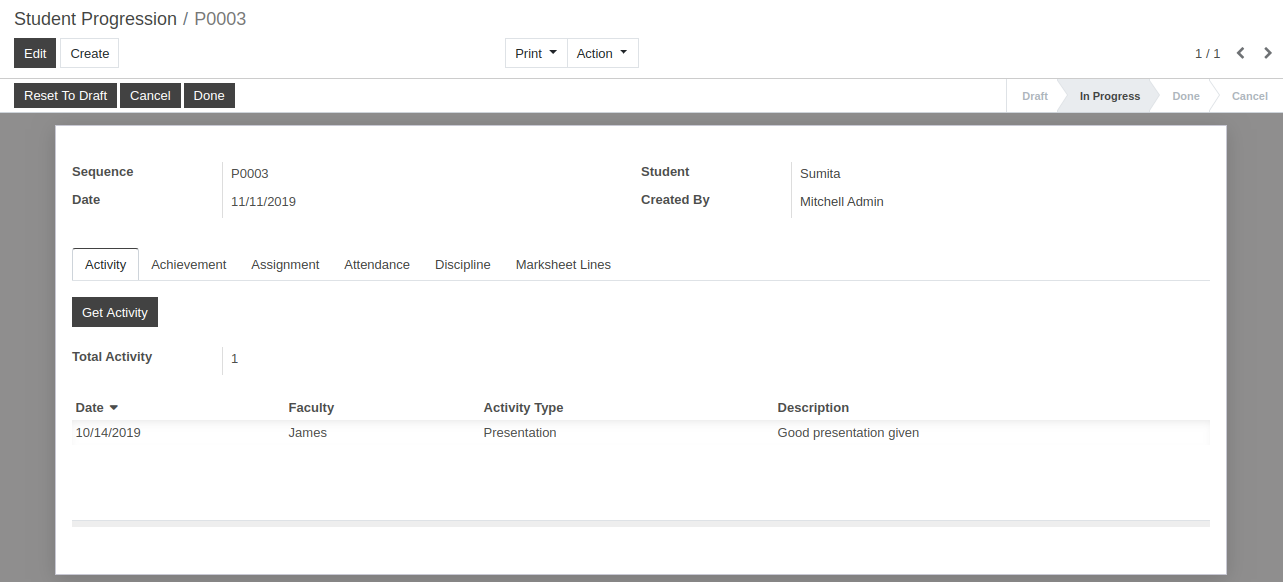 Student Progression / P0003
Edit Create Print Action 1 / 1
Reset To Draft Cancel Done Draft In Progress Done Cancel
Sequence P0003 Student Sumita
Date 11/11/2019 Created By Mitchell Admin
Activity Achievement Assignment Attendance Discipline Marksheet Lines
Get Activity
Total Activity 1
Date Faculty Activity Type Description
10/14/2019 James Presentation Good presentation given